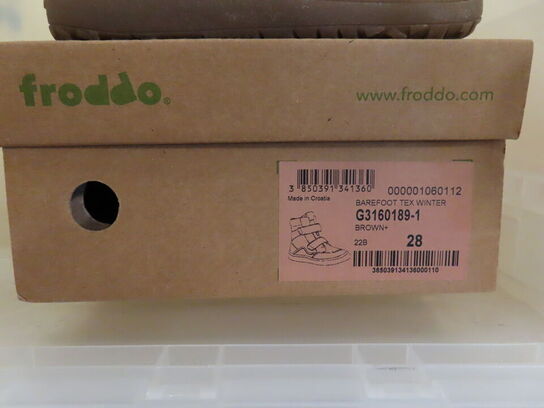 froddo®
www.froddo.com
3 850391 341360
000001060112
Made in Croatia
BAREFOOT TEX WINTER
G3160189-1
BROWN+
22B 28
385039134136000110